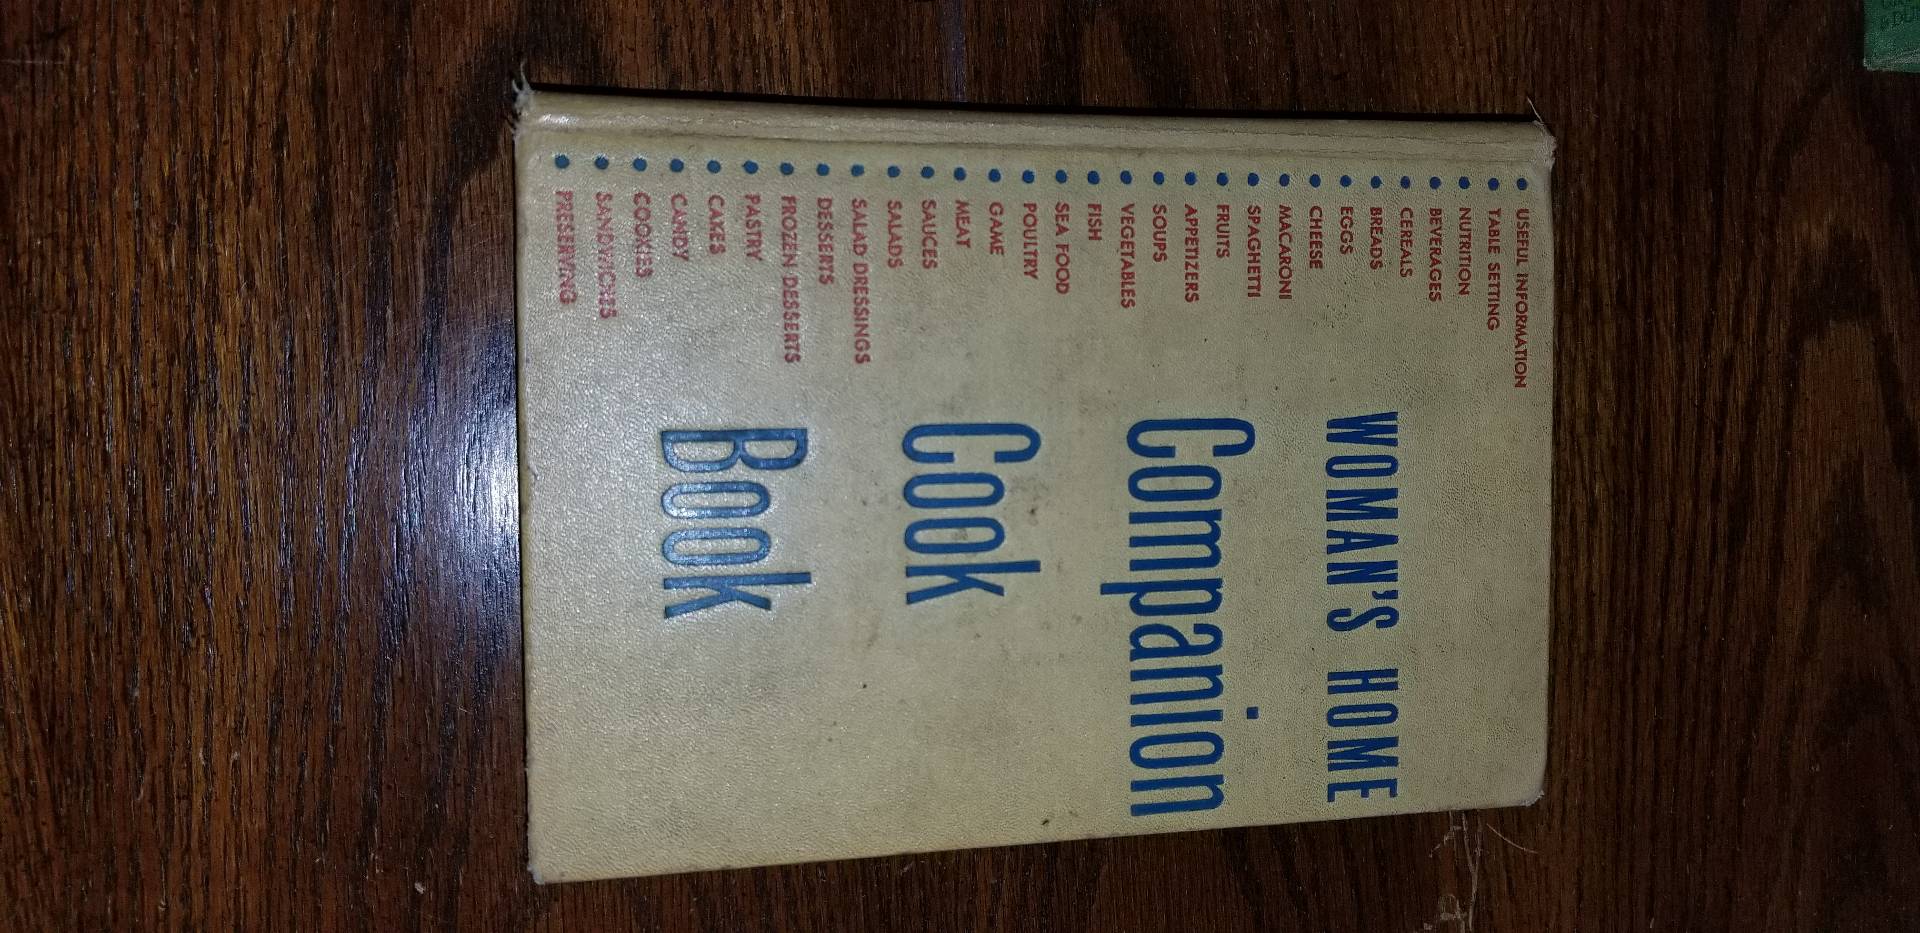 USEFUL INFORMATION
TABLE SETTING
NUTRITION
BEVERAGES
CEREALS
BREADS
EGGS
CHEESE
MACARONI
SPAGHETTI
FRUITS
APPETIZERS
SOUPS
VEGETABLES
FISH
SEA FOOD
POULTRY
GAME
MEAT
SAUCES
SALADS
SALAD DRESSINGS
DESSERTS
FROZEN DESSERTS
PASTRY
CAKES
CANDY
COOKIES
SANDWICHES
PRESERVING
WOMAN'S HOME
Companion
Cook
Book